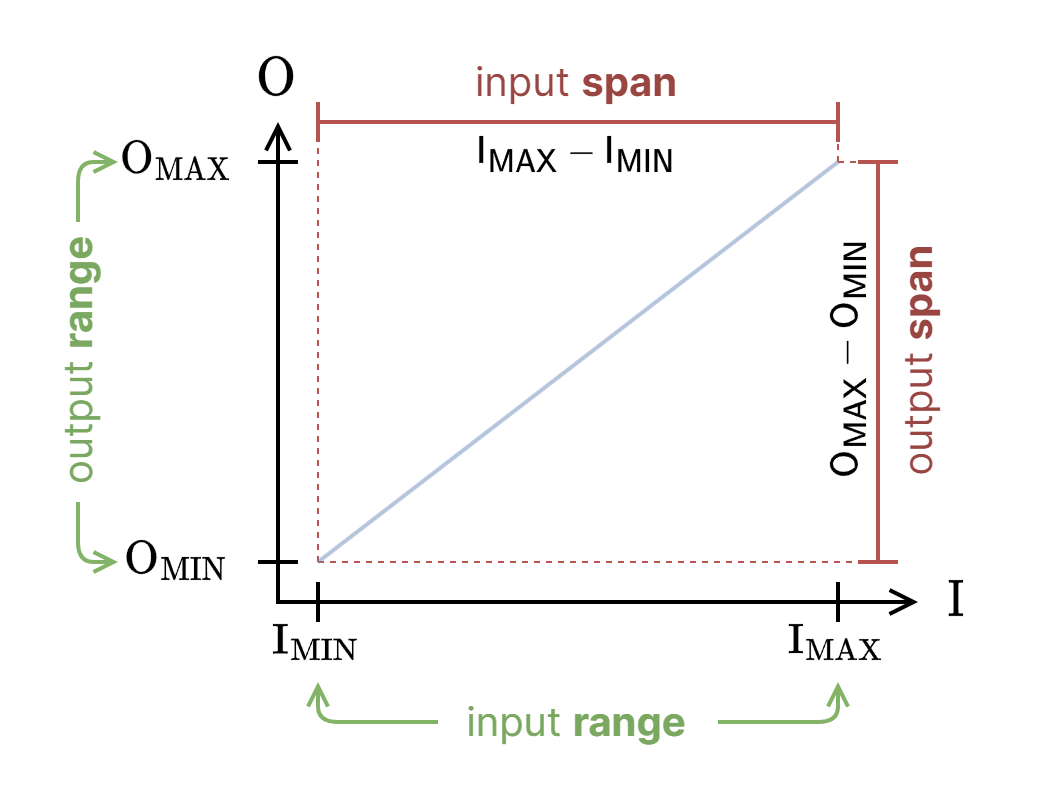 O
input span
I_MAX – I_MIN
O_MAX
output range
O_MAX – O_MIN
output span
O_MIN
I
I_MIN
I_MAX
input range